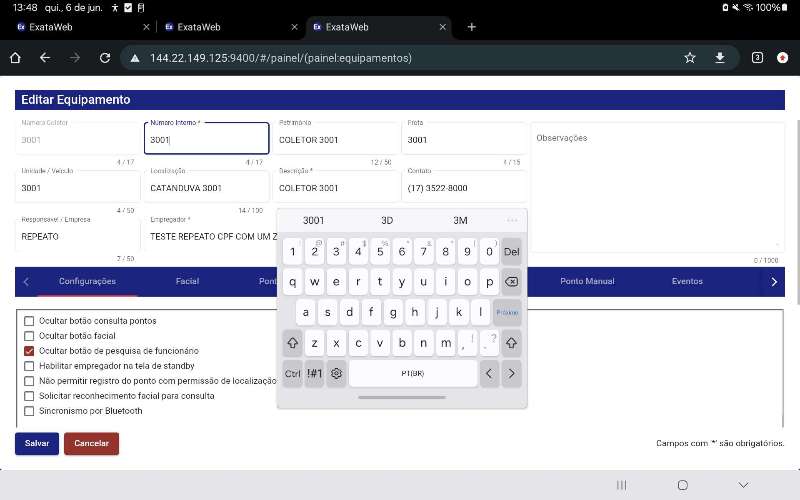 13:48 qui., 6 de jun. 100%
ExataWeb ExataWeb ExataWeb
144.22.149.125:9400/#/painel/(painel:equipamentos) 3
Editar Equipamento
Número Coletor Número Interno * Patrimônio Frota
3001 3001 COLETOR 3001 3001 Observações
4 / 17 4 / 17 12 / 50 4 / 15
Unidade / Veículo Localização Descrição * Contato
3001 CATANDUVA 3001 COLETOR 3001 (17) 3522-8000
4 / 50 14 / 100
Responsável / Empresa Empregador *
REPEATO TESTE REPEATO CPF COM UM Z
7 / 50 0 / 1000
3001 3D 3M ...
1 2 3 4 5 6 7 8 9 0 Del
q w e r t y u i o p
a s d f g h j k l Próximo
z x c v b n m , ! . ?
Ctrl !#1 PT(BR) < >
Configurações Facial Pont Ponto Manual Eventos
Ocultar botão consulta pontos
Ocultar botão facial
Ocultar botão de pesquisa de funcionário
Habilitar empregador na tela de standby
Não permitir registro do ponto com permissão de localização
Solicitar reconhecimento facial para consulta
Sincronismo por Bluetooth
Salvar Cancelar Campos com '*' são obrigatórios.